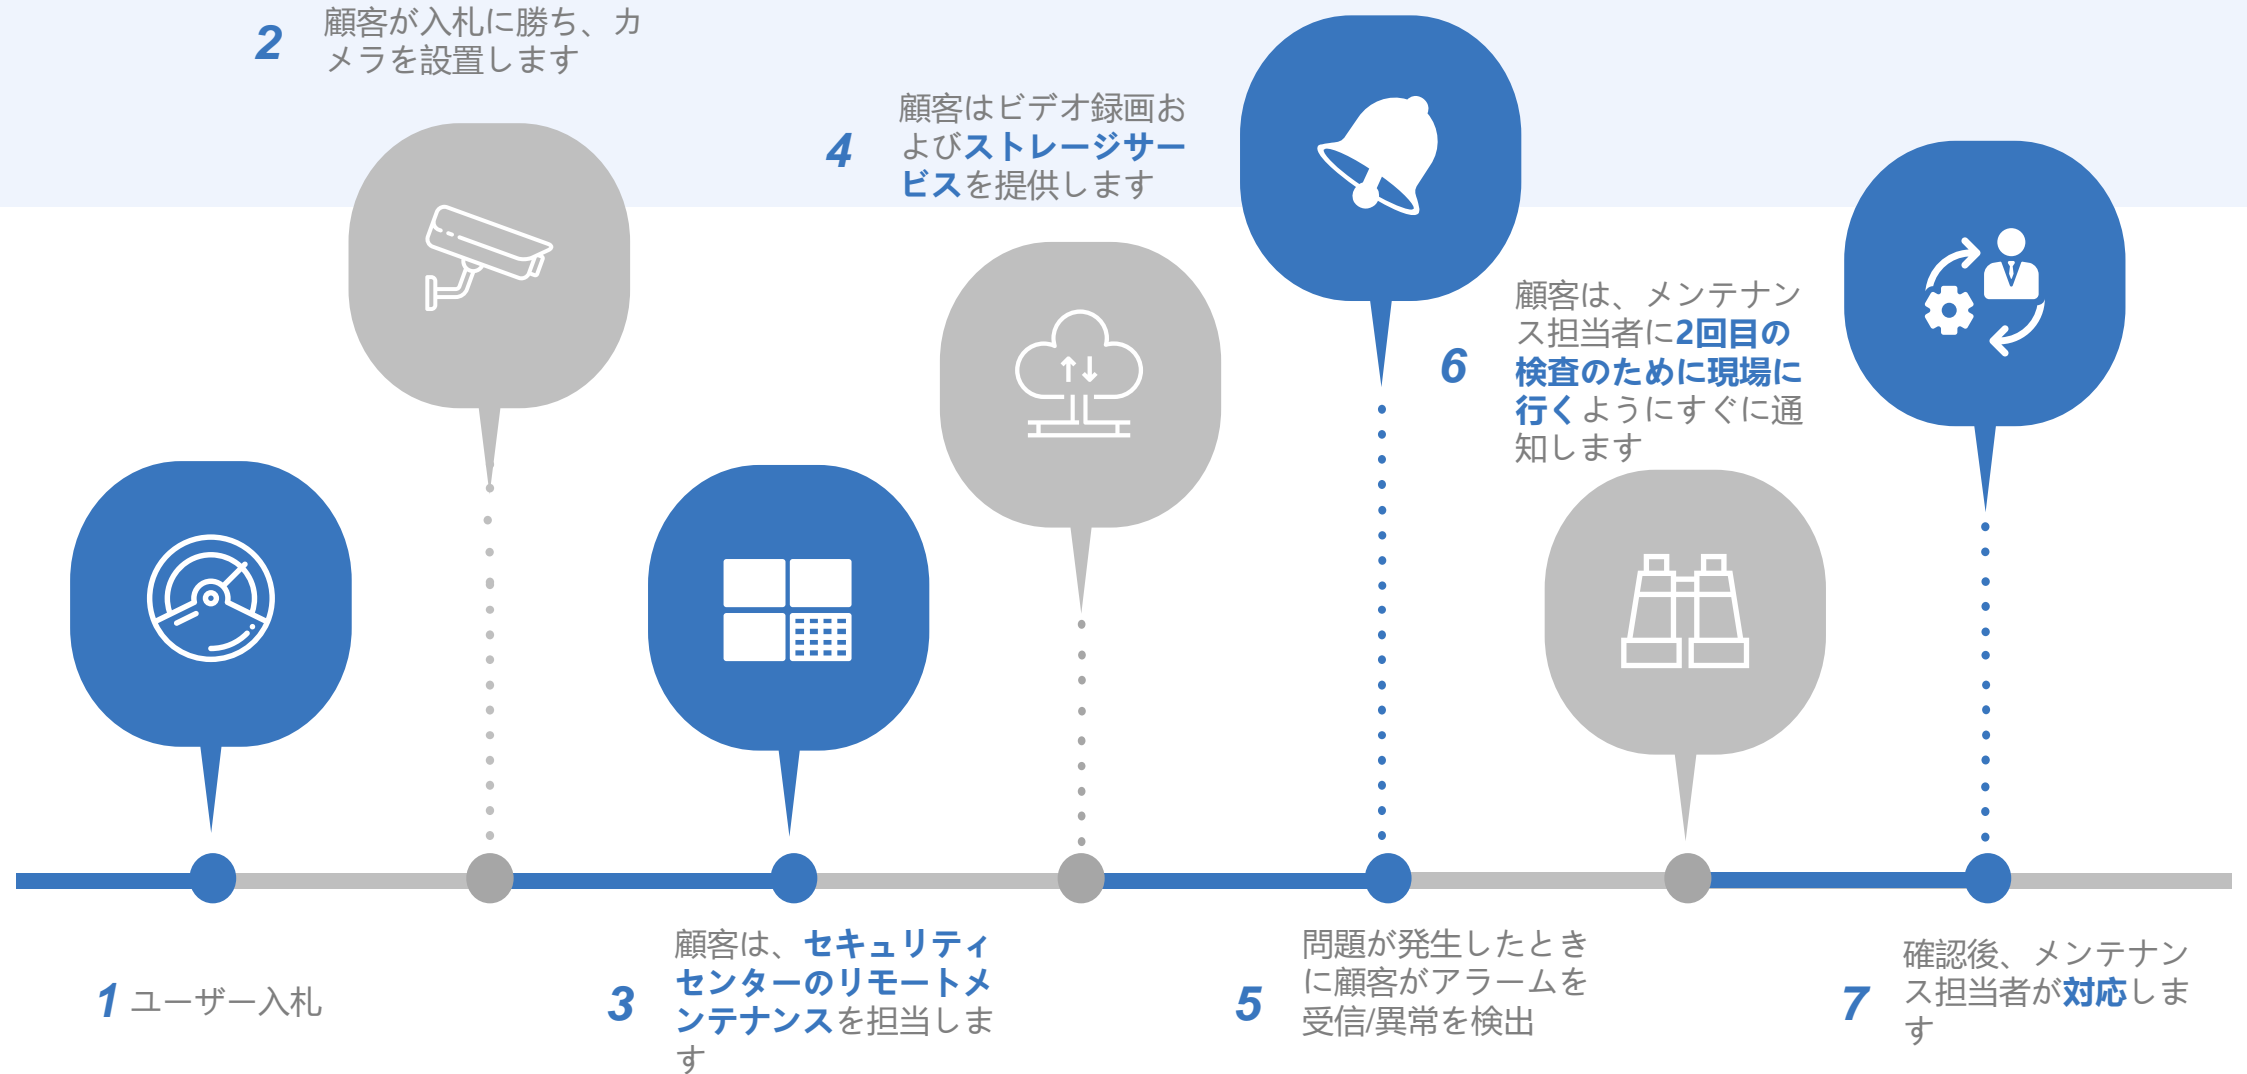 1
ユーザー入札
2
顧客が入札に勝ち、カ
メラを設置します
3
顧客は、セキュリティ
センターのリモートメ
ンテナンスを担当しま
す
4
顧客はビデオ録画お
よびストレージサー
ビスを提供します
5
問題が発生したとき
に顧客がアラームを
受信/異常を検出
6
顧客は、メンテナン
ス担当者に2回目の
検査のために現場に
行くようにすぐに通
知します
7
確認後、メンテナン
ス担当者が対応しま
す